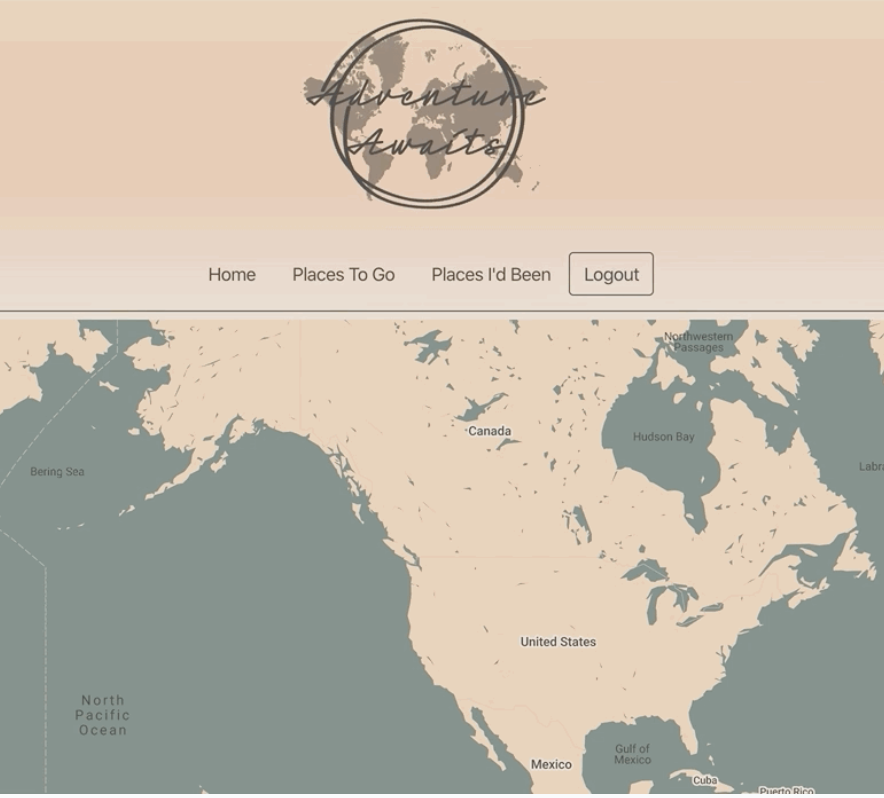 Adventure
Awaits
Home Places To Go Places I'd Been Logout
Northwestern
Passages
Canada
Hudson Bay
Bering Sea
Labra
United States
North
Pacific
Ocean
Gulf of
Mexico
Mexico
Cuba
Puerto Rico